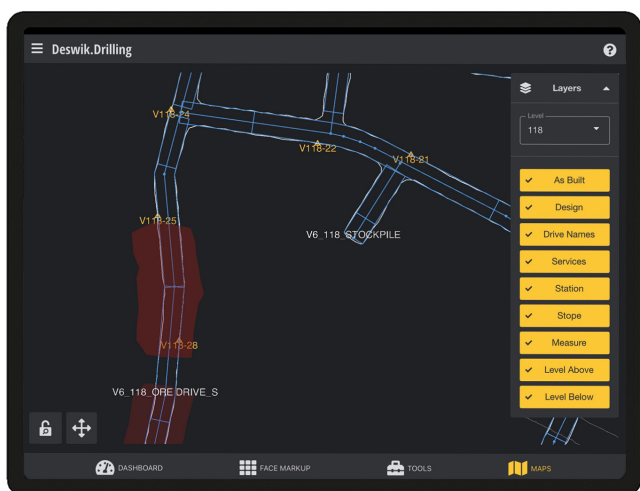 Deswik.Drilling
?
Layers
Level
118
V118-24
V118-22
V118-21
As Built
Design
V118-25
Drive Names
V6_118_STOCKPILE
Services
Station
Stope
Measure
V118-28
Level Above
V6_118_ORE DRIVE_S
Level Below
DASHBOARD
FACE MARKUP
TOOLS
MAPS